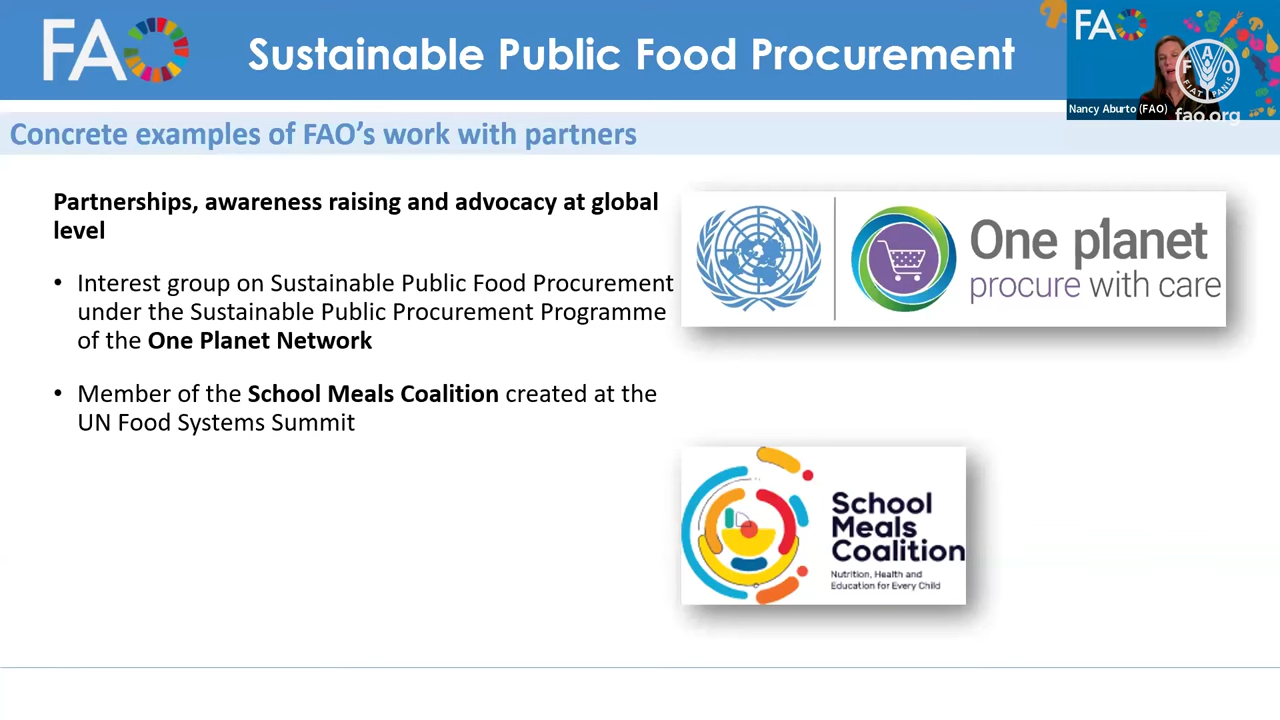 FAO
Sustainable Public Food Procurement
FAO
Nancy Aburto (FAO)
F A O
FIAT PANIS
fao.org
Concrete examples of FAO's work with partners
Partnerships, awareness raising and advocacy at global
level
• Interest group on Sustainable Public Food Procurement
under the Sustainable Public Procurement Programme
of the One Planet Network
• Member of the School Meals Coalition created at the
UN Food Systems Summit
One planet
procure with care
School
Meals
Coalition
Nutrition, Health and
Education for Every Child